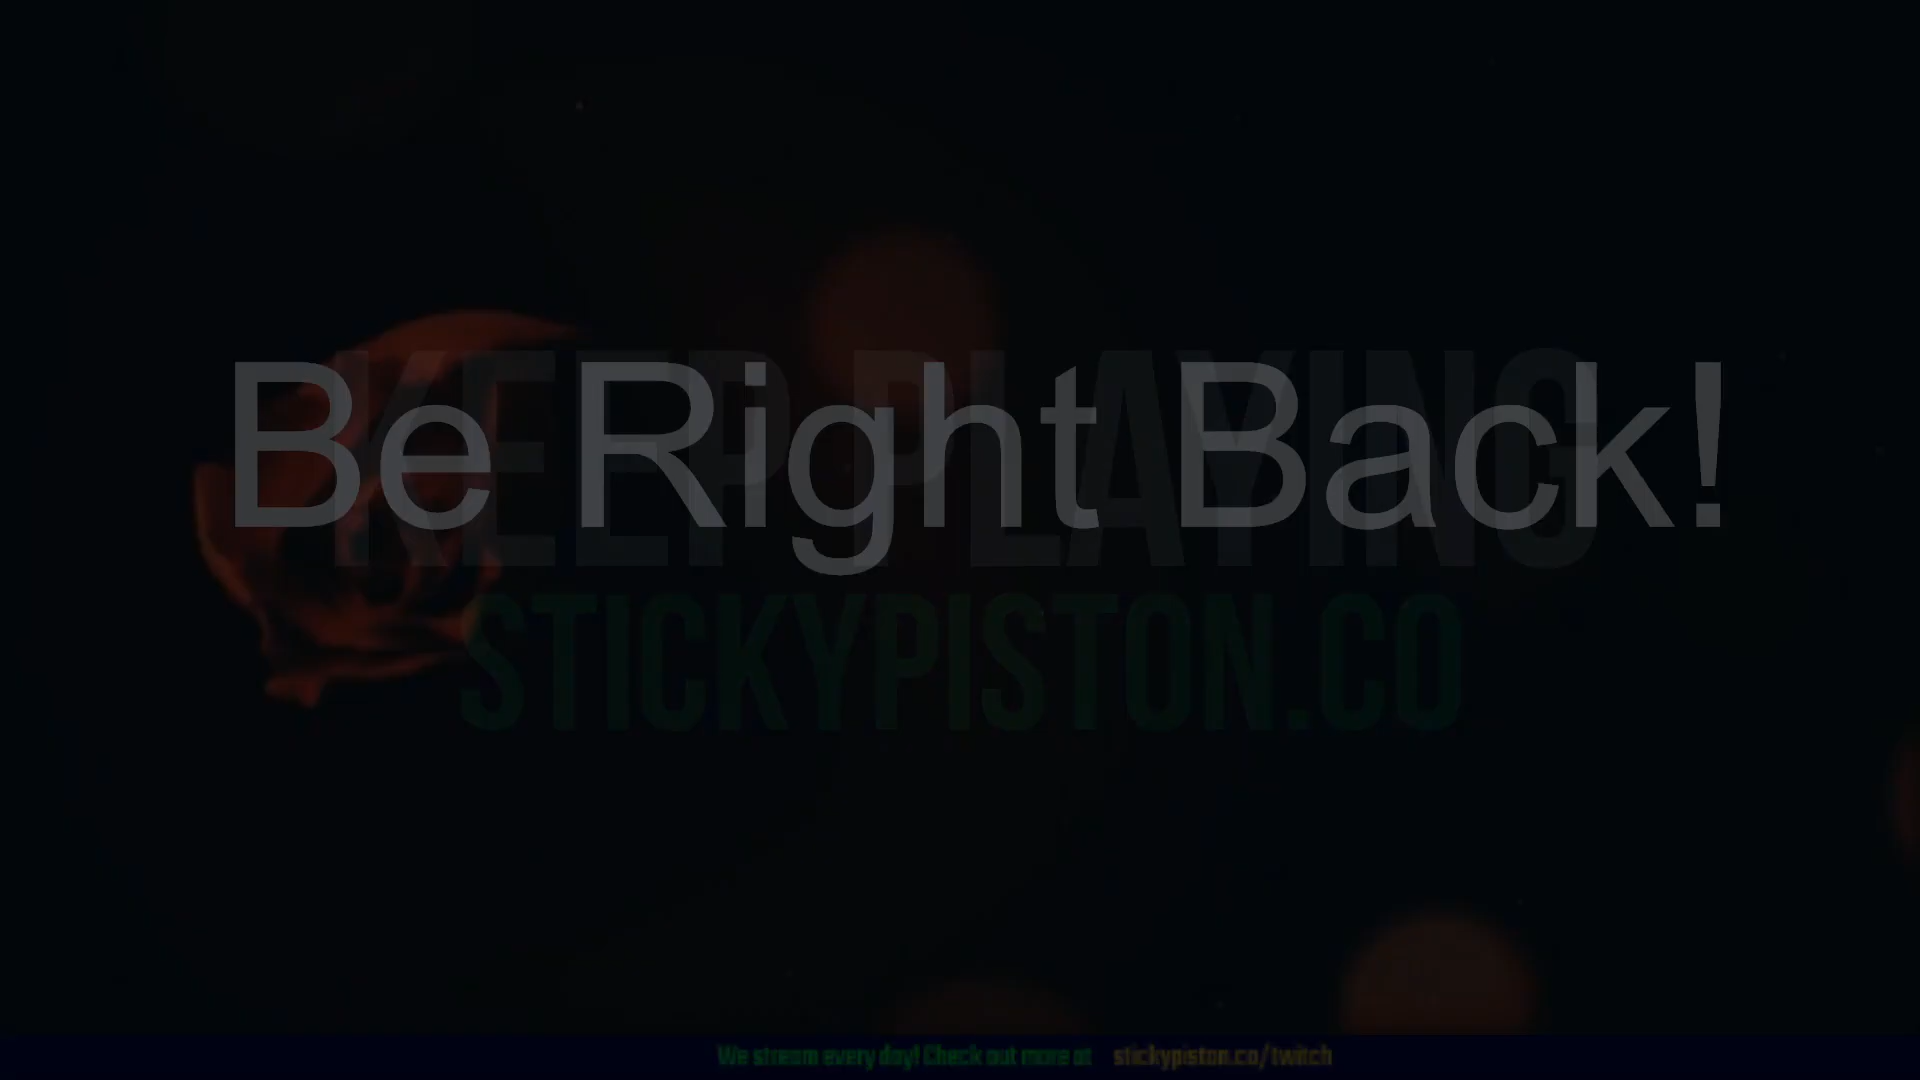 Be Right Back!
KEEP PLAYING
STICKYPISTON.CO
We stream every day! Check out more at stickypiston.co/twitch